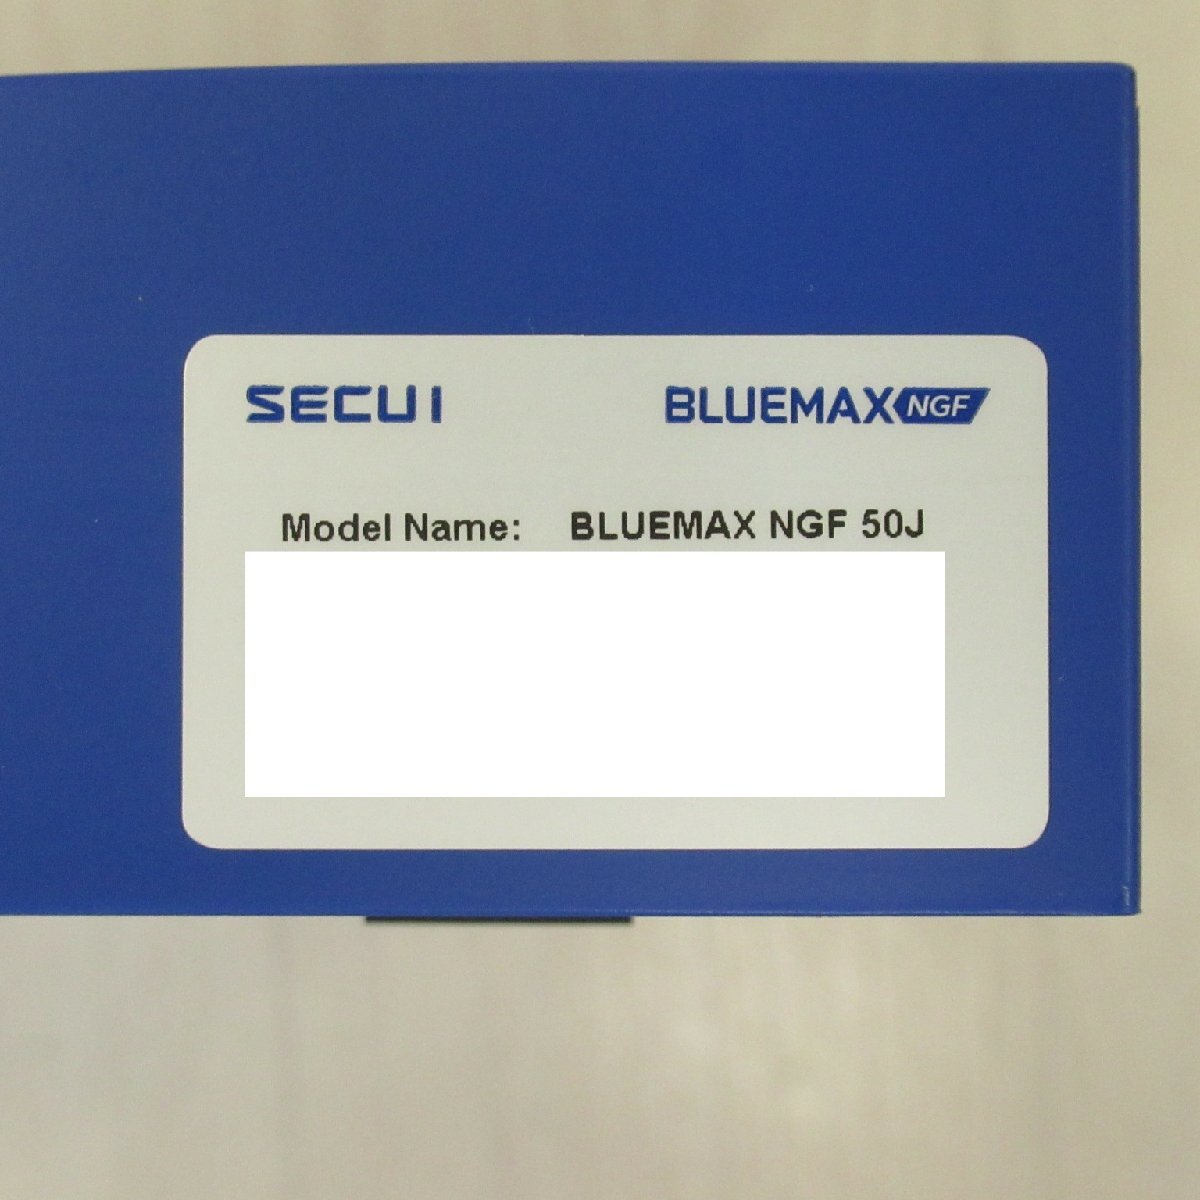 SECUI BLUEMAX NGF
Model Name: BLUEMAX NGF 50J